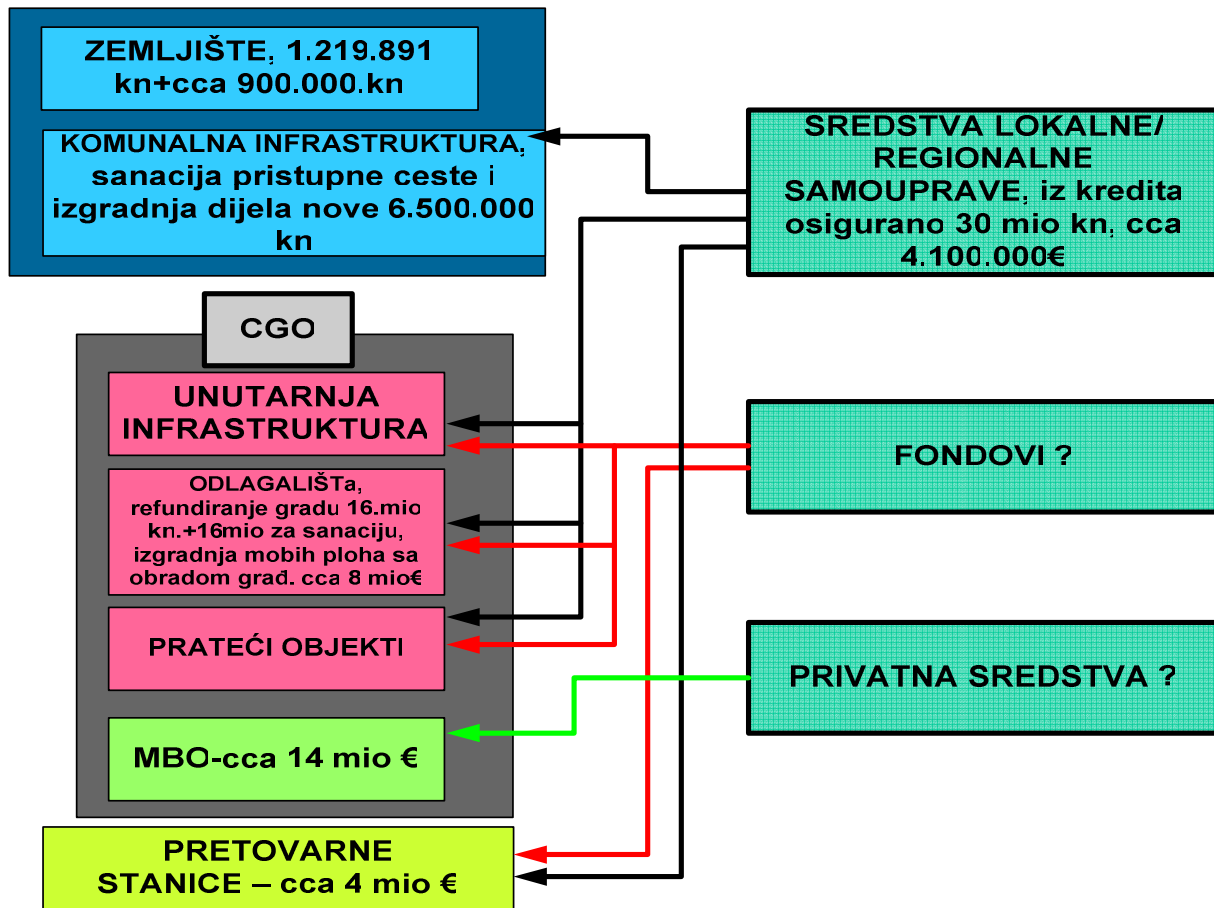 ZEMLJIŠTE, 1.219.891
kn+cca 900.000.kn
KOMUNALNA INFRASTRUKTURA,
sanacija pristupne ceste i
izgradnja dijela nove 6.500.000
kn
SREDSTVA LOKALNE/
REGIONALNE
SAMOUPRAVE, iz kredita
osigurano 30 mio kn, cca
4.100.000€
CGO
UNUTARNJA
INFRASTRUKTURA
ODLAGALIŠTa,
refundiranje gradu 16.mio
kn.+16mio za sanaciju,
izgradnja mobih ploha sa
obradom građ. cca 8 mio€
PRATEĆI OBJEKTI
MBO-cca 14 mio €
PRETOVARNE
STANICE – cca 4 mio €
FONDOVI ?
PRIVATNA SREDSTVA ?